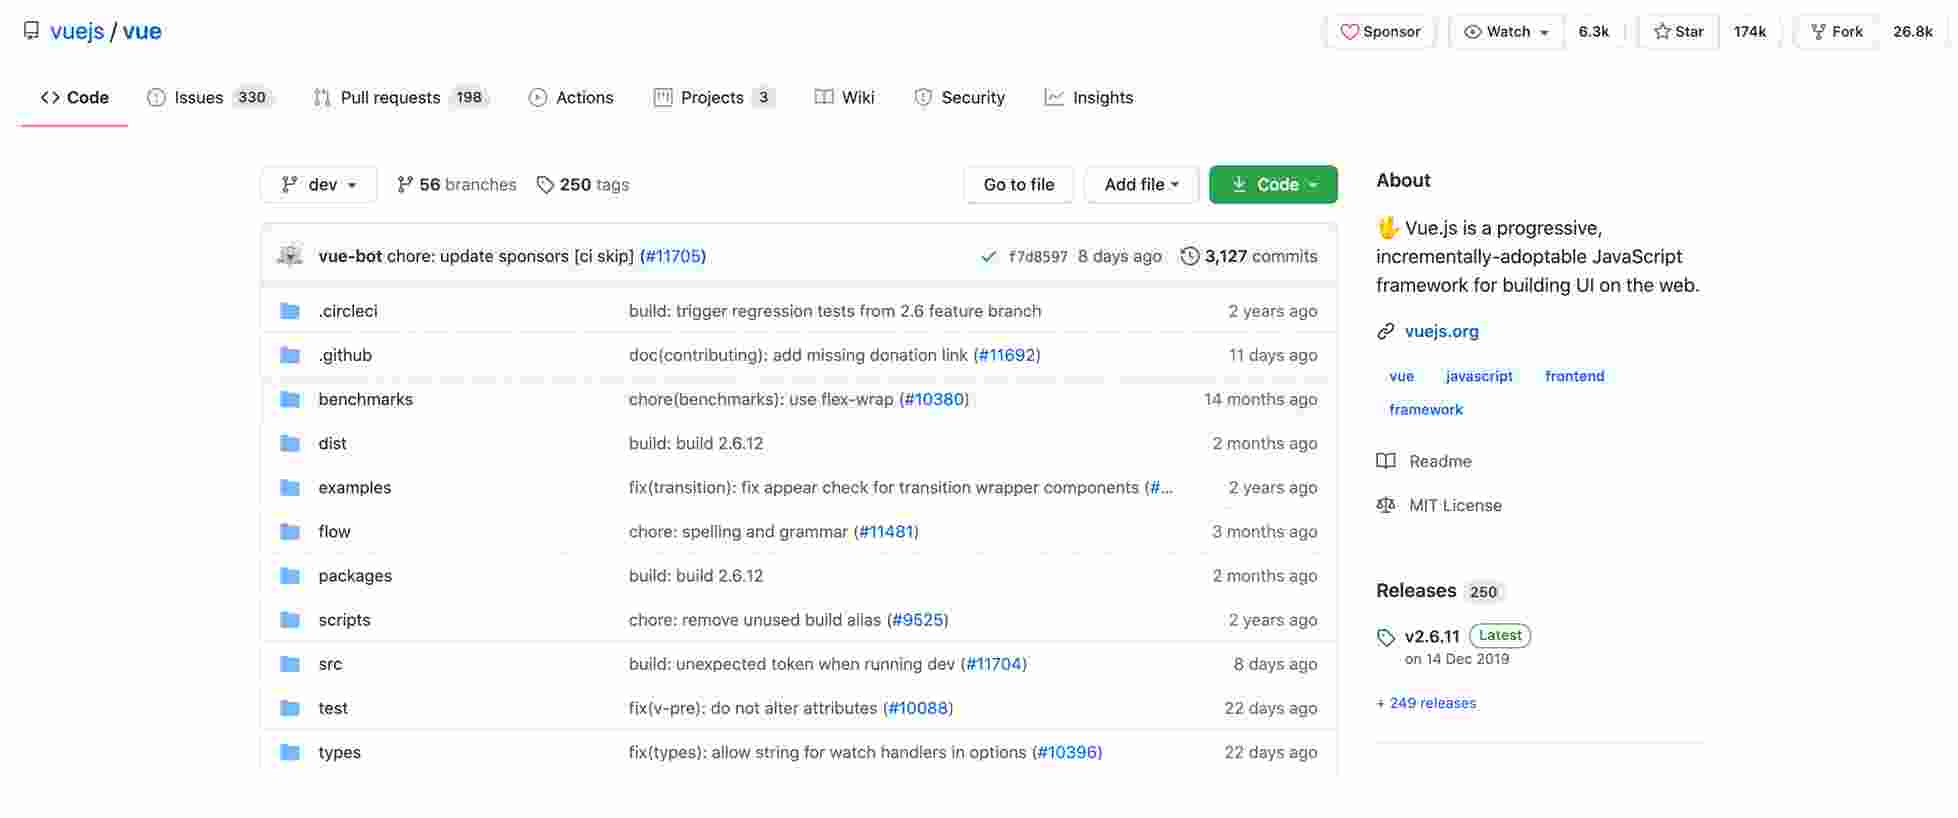 vuejs / vue
Sponsor Watch 6.3k Star 174k Fork 26.8k
<> Code Issues 330 Pull requests 198 Actions Projects 3 Wiki Security Insights
dev 56 branches 250 tags Go to file Add file Code
vue-bot chore: update sponsors [ci skip] (#11705) f7d8597 8 days ago 3,127 commits
.circleci build: trigger regression tests from 2.6 feature branch 2 years ago
.github doc(contributing): add missing donation link (#11692) 11 days ago
benchmarks chore(benchmarks): use flex-wrap (#10380) 14 months ago
dist build: build 2.6.12 2 months ago
examples fix(transition): fix appear check for transition wrapper components (#... 2 years ago
flow chore: spelling and grammar (#11481) 3 months ago
packages build: build 2.6.12 2 months ago
scripts chore: remove unused build alias (#9525) 2 years ago
src build: unexpected token when running dev (#11704) 8 days ago
test fix(v-pre): do not alter attributes (#10088) 22 days ago
types fix(types): allow string for watch handlers in options (#10396) 22 days ago
About
🖖 Vue.js is a progressive,
incrementally-adoptable JavaScript
framework for building UI on the web.
vuejs.org
vue javascript frontend
framework
Readme
MIT License
Releases 250
v2.6.11 Latest
on 14 Dec 2019
+ 249 releases